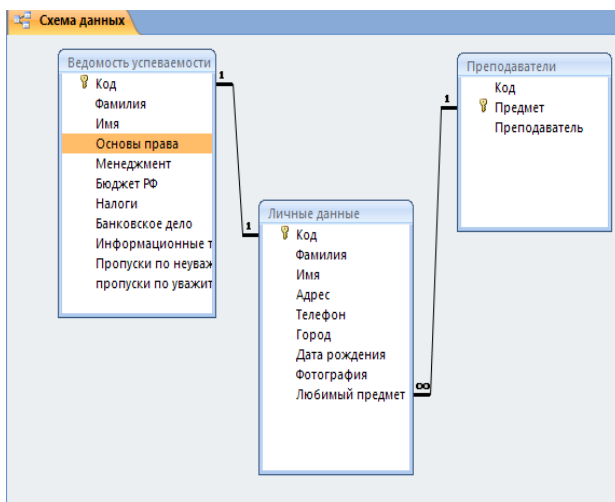 Схема данных
Ведомость успеваемости
Код
Фамилия
Имя
Основы права
Менеджмент
Бюджет РФ
Налоги
Банковское дело
Информационные т
Пропуски по неуваж
пропуски по уважит
1
1
Личные данные
Код
Фамилия
Имя
Адрес
Телефон
Город
Дата рождения
Фотография
Любимый предмет
1
∞
Преподаватели
Код
Предмет
Преподаватель